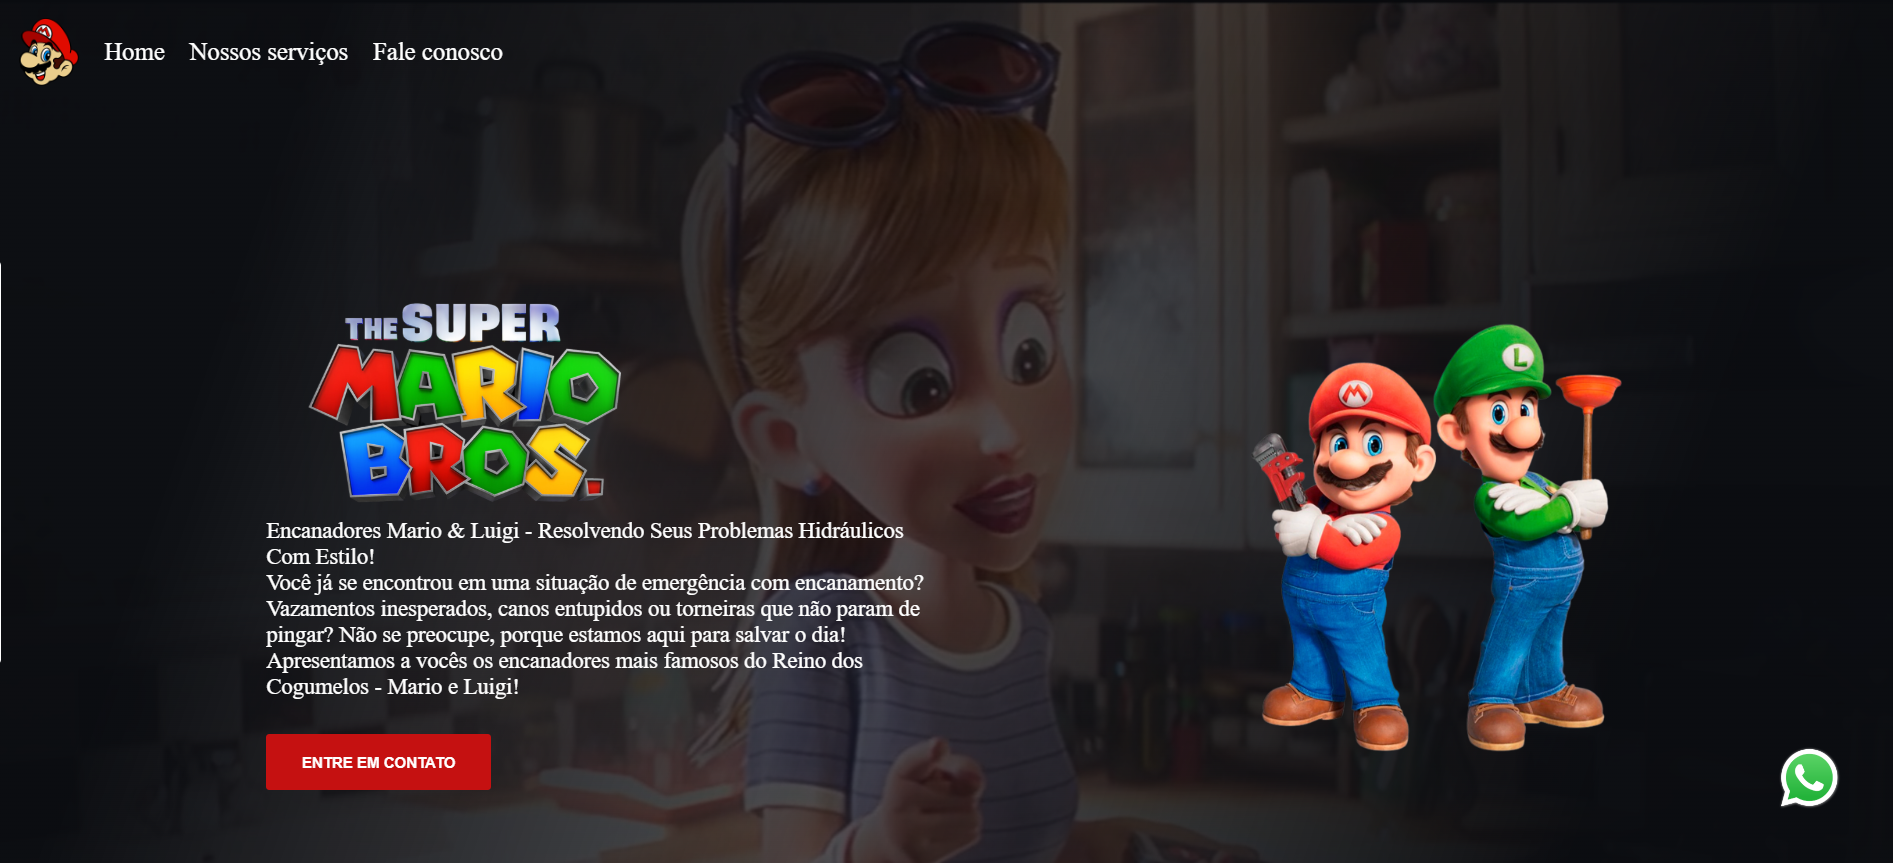 Home Nossos serviços Fale conosco
THE SUPER
MARIO
BROS.
M
L
Encanadores Mario & Luigi - Resolvendo Seus Problemas Hidráulicos
Com Estilo!
Você já se encontrou em uma situação de emergência com encanamento?
Vazamentos inesperados, canos entupidos ou torneiras que não param de
pingar? Não se preocupe, porque estamos aqui para salvar o dia!
Apresentamos a vocês os encanadores mais famosos do Reino dos
Cogumelos - Mario e Luigi!
ENTRE EM CONTATO